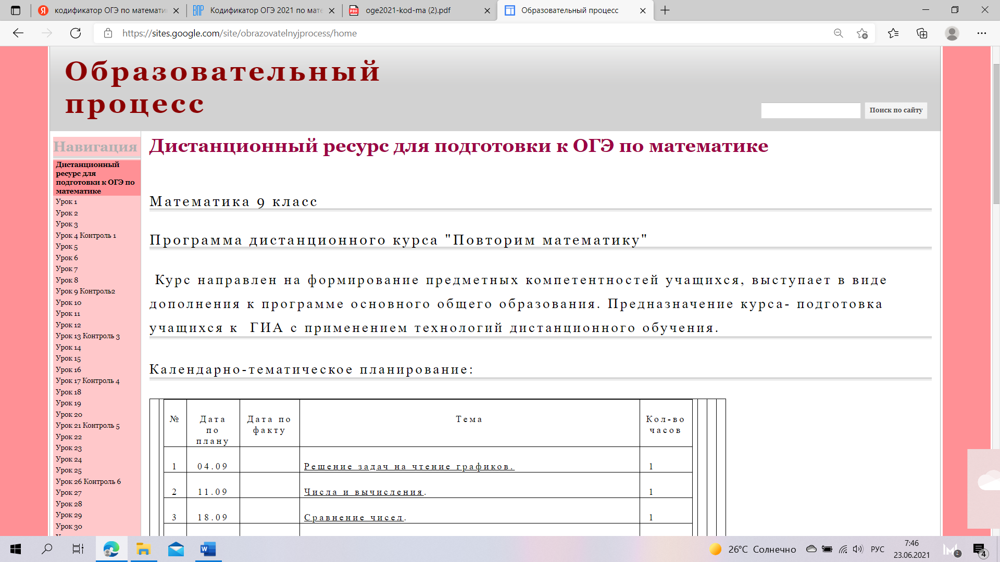 кодификатор ОГЭ по математи
Кодификатор ОГЭ 2021 по мате
oge2021-kod-ma (2).pdf
Образовательный процесс
https://sites.google.com/site/obrazovatelnyjprocess/home
Образовательный
процесс
Поиск по сайту
Навигация
Дистанционный
ресурс для
подготовки к ОГЭ по
математике
Урок 1
Урок 2
Урок 3
Урок 4 Контроль 1
Урок 5
Урок 6
Урок 7
Урок 8
Урок 9 Контроль2
Урок 10
Урок 11
Урок 12
Урок 13 Контроль 3
Урок 14
Урок 15
Урок 16
Урок 17 Контроль 4
Урок 18
Урок 19
Урок 20
Урок 21 Контроль 5
Урок 22
Урок 23
Урок 24
Урок 25
Урок 26 Контроль 6
Урок 27
Урок 28
Урок 29
Урок 30
Дистанционный ресурс для подготовки к ОГЭ по математике
Математика 9 класс
Программа дистанционного курса "Повторим математику"
Курс направлен на формирование предметных компетентностей учащихся, выступает в виде
дополнения к программе основного общего образования. Предназначение курса- подготовка
учащихся к ГИА с применением технологий дистанционного обучения.
Календарно-тематическое планирование:
№ Дата по плану Дата по факту Тема Кол-во часов
1 04.09 Решение задач на чтение графиков. 1
2 11.09 Числа и вычисления. 1
3 18.09 Сравнение чисел. 1
26°C Солнечно
РУС
7:46
23.06.2021
2
4